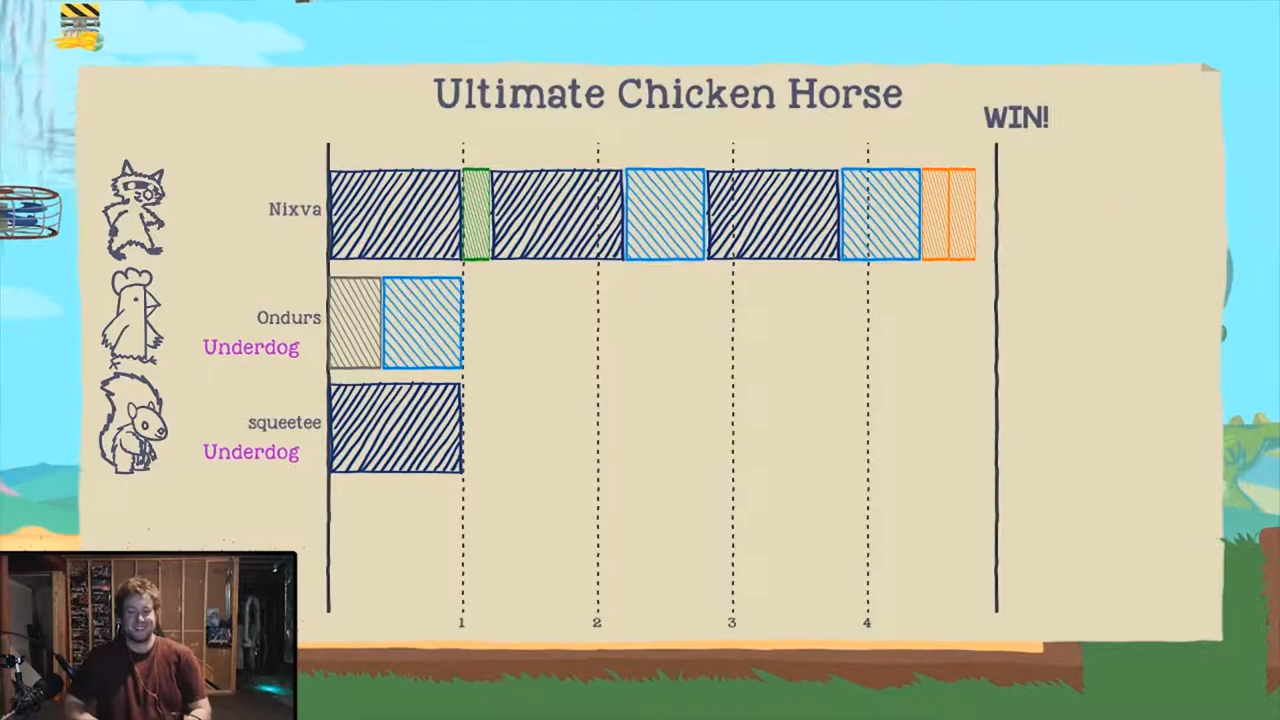 Ultimate Chicken Horse
WIN!
Nixva
Ondurs
Underdog
squeetee
Underdog
1 2 3 4